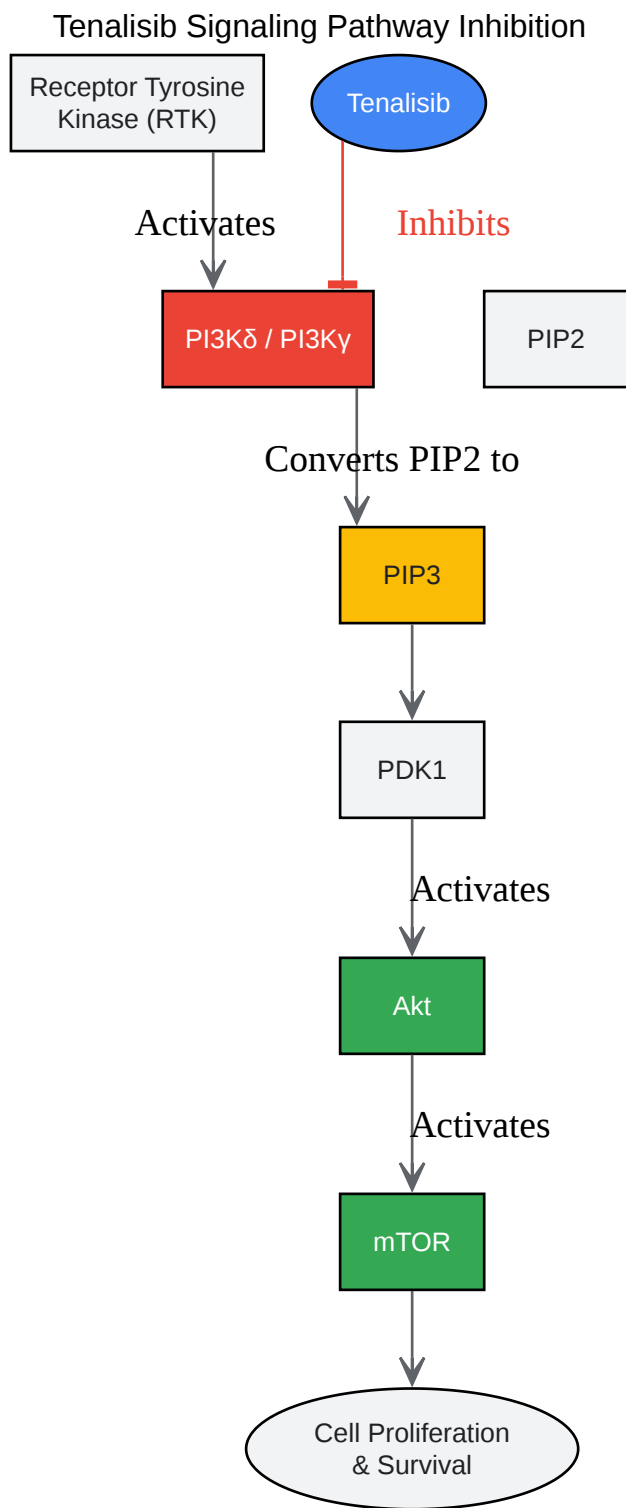 Tenalisib Signaling Pathway Inhibition
Receptor Tyrosine
Kinase (RTK)
Tenalisib
Activates
Inhibits
PI3Kδ / PI3Kγ
PIP2
Converts PIP2 to
PIP3
PDK1
Activates
Akt
Activates
mTOR
Cell Proliferation
& Survival